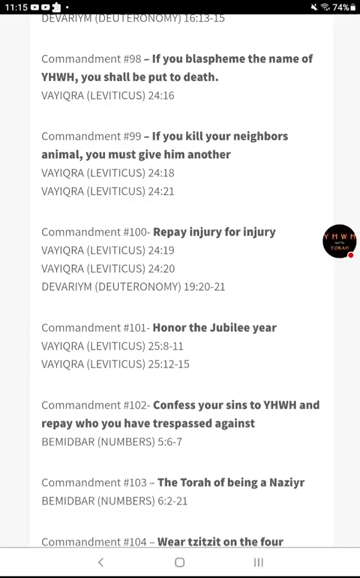 11:15
74%
DEVARIYM (DEUTERONOMY) 16:13-15
Commandment #98 – If you blaspheme the name of
YHWH, you shall be put to death.
VAYIQRA (LEVITICUS) 24:16
Commandment #99 – If you kill your neighbors
animal, you must give him another
VAYIQRA (LEVITICUS) 24:18
VAYIQRA (LEVITICUS) 24:21
Commandment #100- Repay injury for injury
VAYIQRA (LEVITICUS) 24:19
VAYIQRA (LEVITICUS) 24:20
DEVARIYM (DEUTERONOMY) 19:20-21
Y H W H
TORAH
Commandment #101- Honor the Jubilee year
VAYIQRA (LEVITICUS) 25:8-11
VAYIQRA (LEVITICUS) 25:12-15
Commandment #102- Confess your sins to YHWH and
repay who you have trespassed against
BEMIDBAR (NUMBERS) 5:6-7
Commandment #103 – The Torah of being a Naziyr
BEMIDBAR (NUMBERS) 6:2-21
Commandment #104 – Wear tzitzit on the four